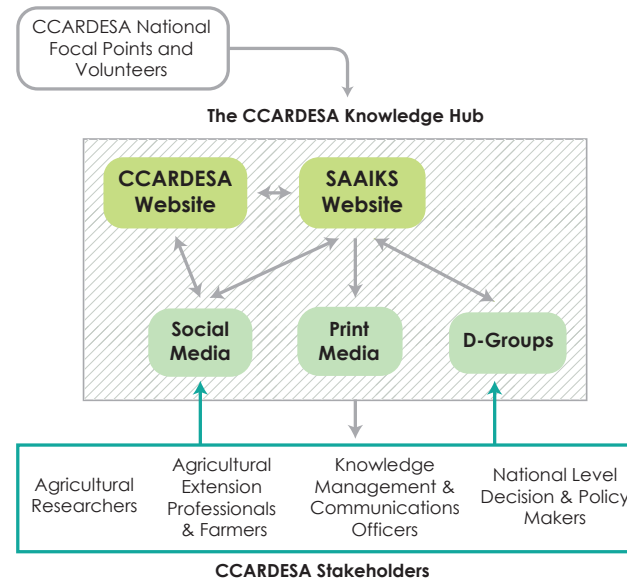 CCARDESA National
Focal Points and
Volunteers
The CCARDESA Knowledge Hub
CCARDESA
Website
SAAIKS
Website
Social
Media
Print
Media
D-Groups
Agricultural
Researchers
Agricultural
Extension
Professionals
& Farmers
Knowledge
Management &
Communications
Officers
National Level
Decision & Policy
Makers
CCARDESA Stakeholders